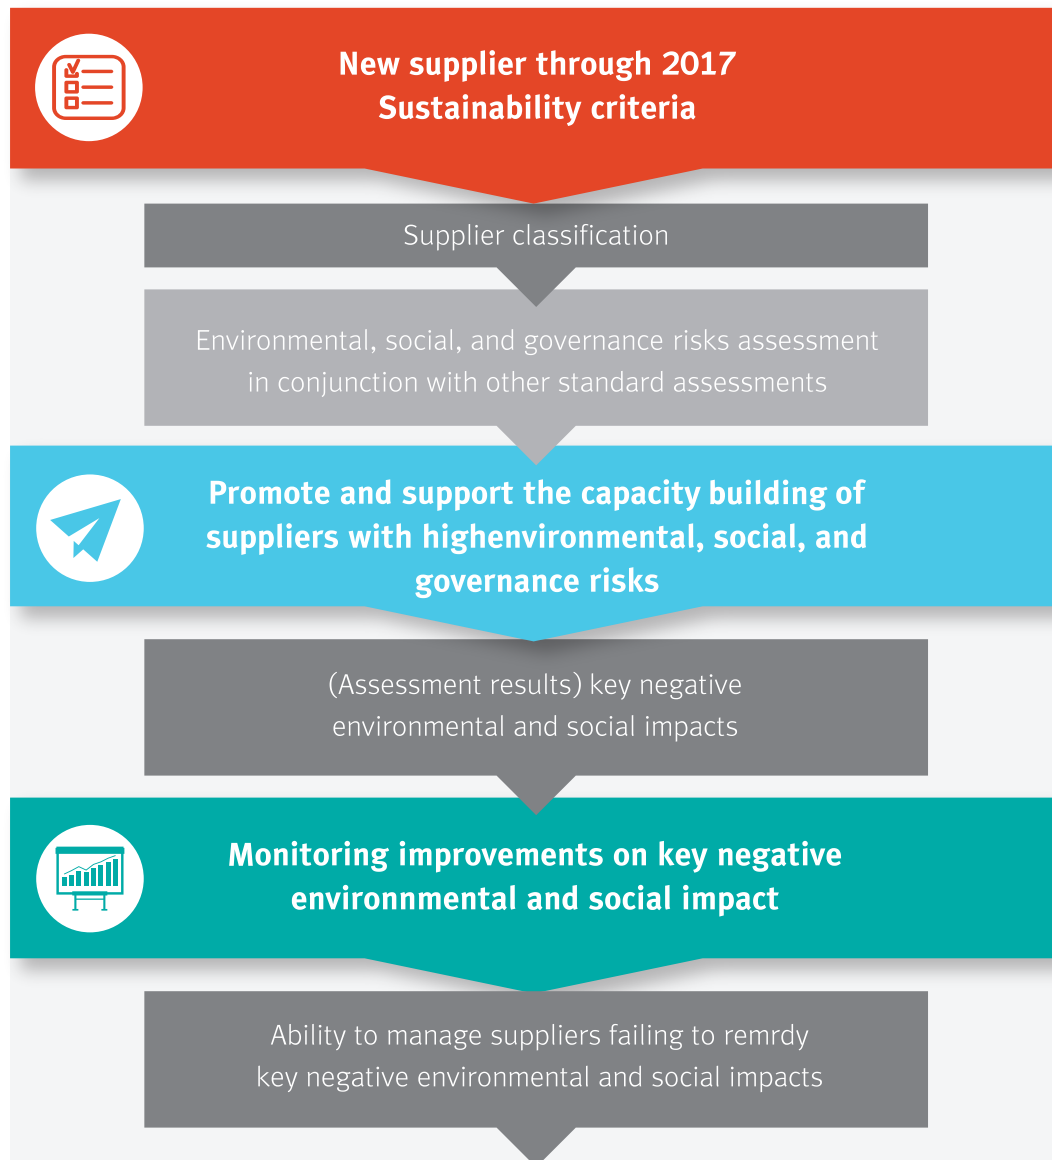 New supplier through 2017
Sustainability criteria
Supplier classification
Environmental, social, and governance risks assessment
in conjunction with other standard assessments
Promote and support the capacity building of
suppliers with highenvironmental, social, and
governance risks
(Assessment results) key negative
environmental and social impacts
Monitoring improvements on key negative
environnmental and social impact
Ability to manage suppliers failing to remrdy
key negative environmental and social impacts